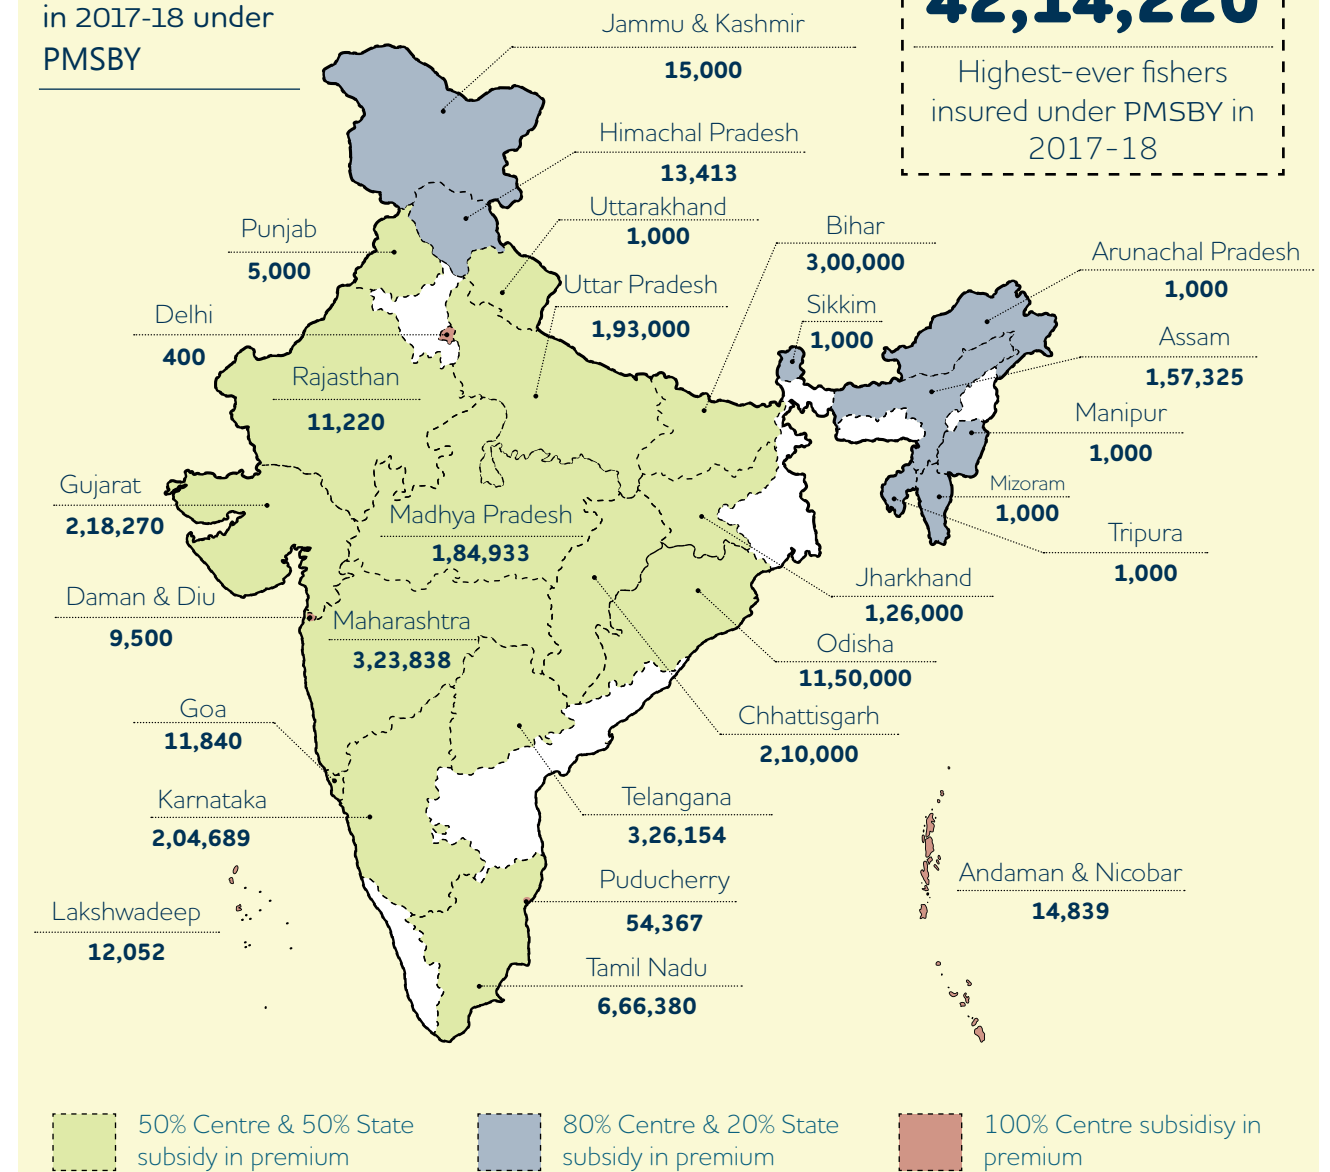 in 2017-18 under
PMSBY
42,14,220
Highest-ever fishers
insured under PMSBY in
2017-18
Jammu & Kashmir
15,000
Himachal Pradesh
13,413
Uttarakhand
1,000
Punjab
5,000
Bihar
3,00,000
Arunachal Pradesh
1,000
Uttar Pradesh
1,93,000
Sikkim
1,000
Delhi
400
Assam
1,57,325
Rajasthan
11,220
Manipur
1,000
Gujarat
2,18,270
Mizoram
1,000
Madhya Pradesh
1,84,933
Tripura
1,000
Jharkhand
1,26,000
Daman & Diu
9,500
Maharashtra
3,23,838
Odisha
11,50,000
Goa
11,840
Chhattisgarh
2,10,000
Karnataka
2,04,689
Telangana
3,26,154
Puducherry
54,367
Andaman & Nicobar
14,839
Lakshwadeep
12,052
Tamil Nadu
6,66,380
50% Centre & 50% State
subsidy in premium
80% Centre & 20% State
subsidy in premium
100% Centre subsidisy in
premium